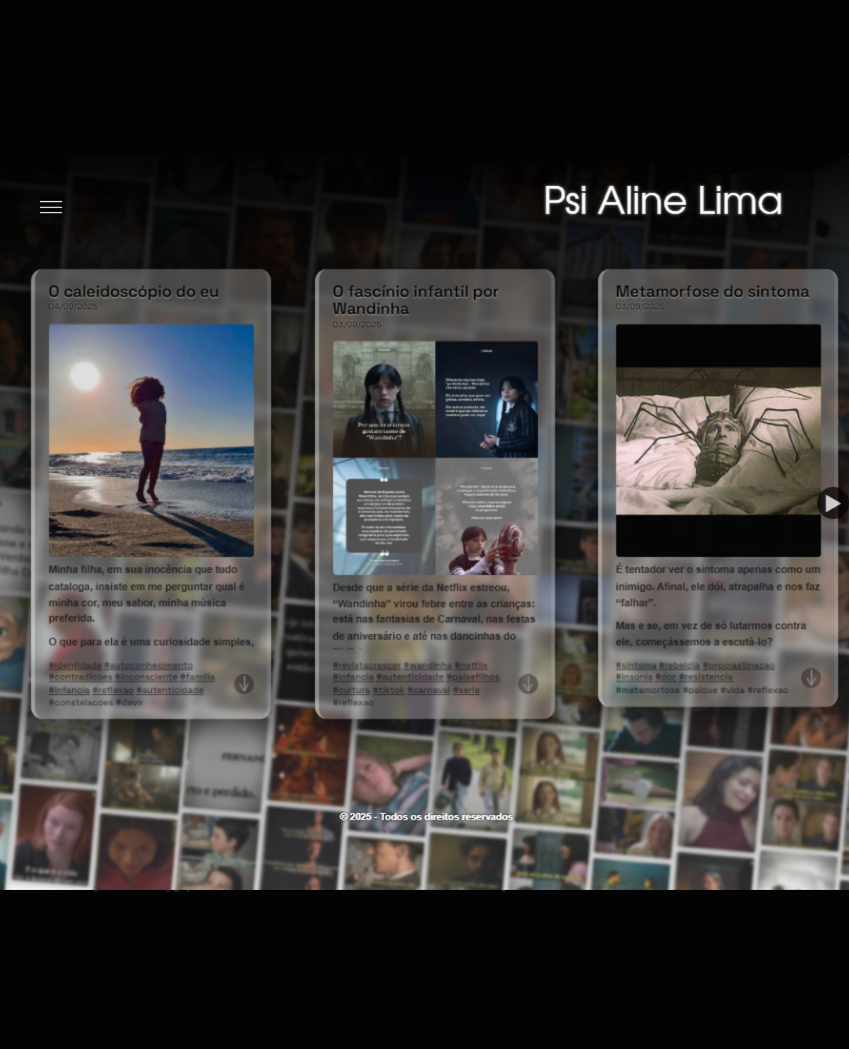 Psi Aline Lima
O caleidoscópio do eu
04/09/2025
Minha filha, em sua inocência que tudo
cataloga, insiste em me perguntar qual é
minha cor, meu sabor, minha música
preferida.
O que para ela é uma curiosidade simples,
#identidade #autoconhecimento
#contradicoes #inconsciente #familia
#infancia #reflexao #autenticidade
#constelacoes #devir
O fascínio infantil por
Wandinha
03/09/2025
Por que as crianças
gostam tanto de
"Wandinha"?
Desde que a série da Netflix estreou,
“Wandinha” virou febre entre as crianças:
está nas fantasias de Carnaval, nas festas
de aniversário e até nas dancinhas do
#revistacrescer #wandinha #netflix
#infancia #autenticidade #paisefilhos
#cultura #tiktok #carnaval #serie
#reflexao
Metamorfose do sintoma
03/09/2025
É tentador ver o sintoma apenas como um
inimigo. Afinal, ele dói, atrapalha e nos faz
“falhar”.
Mas e se, em vez de só lutarmos contra
ele, começássemos a escutá-lo?
#sintoma #rebeldia #procrastinacao
#insonia #dor #resistencia
#metamorfose #psique #vida #reflexao
FERNAN
rto e perdido.
© 2025 - Todos os direitos reservados